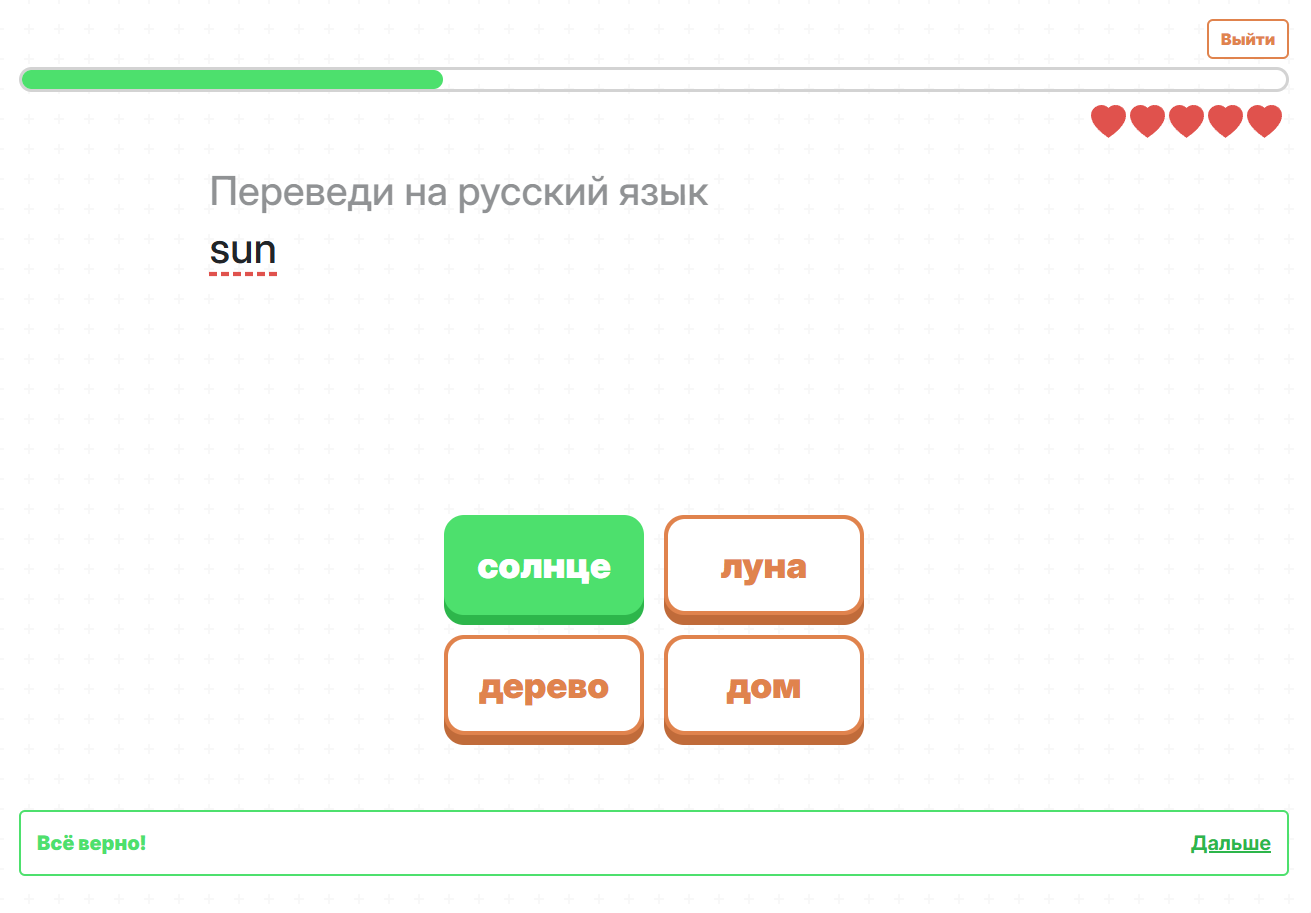 Выйти
Переведи на русский язык
sun
солнце
луна
дерево
дом
Всё верно!
Дальше